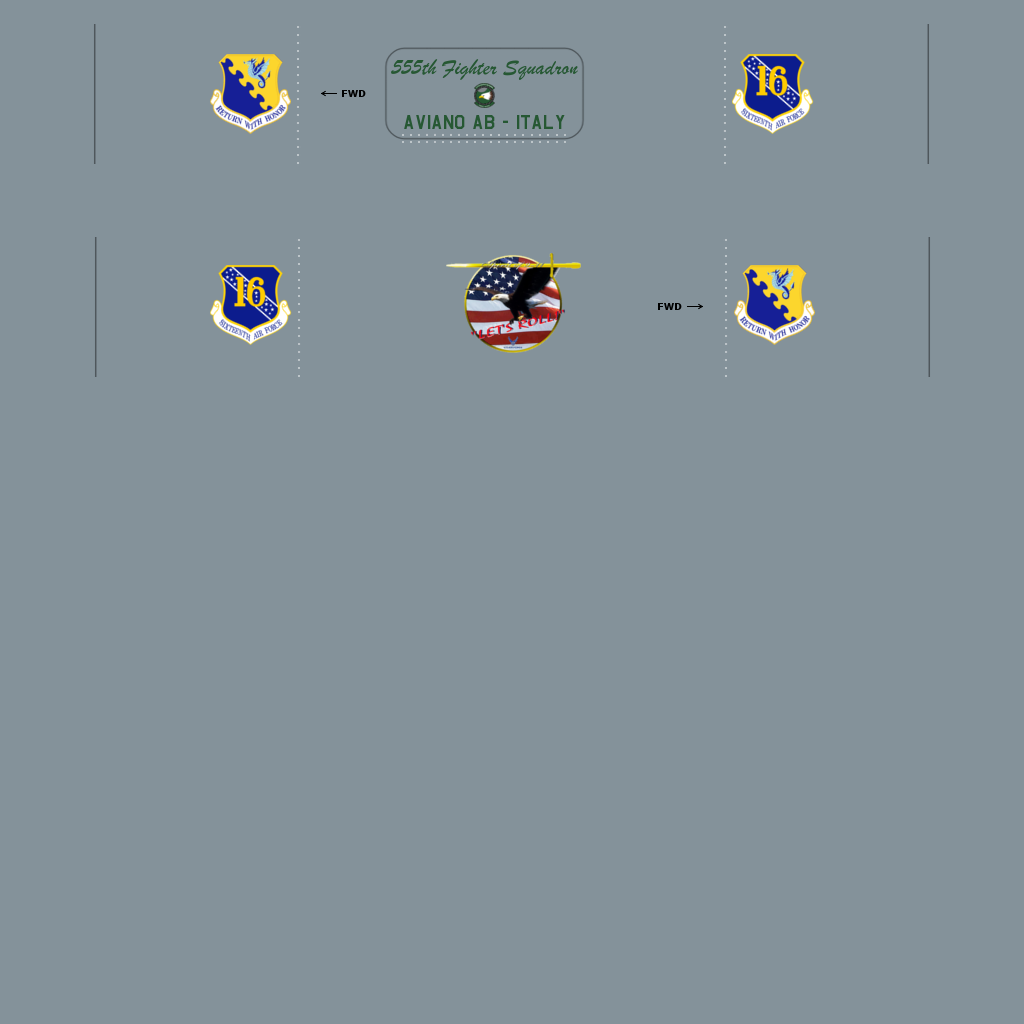 555th Fighter Squadron
FWD
RETURN WITH HONOR
16
SIXTEENTH AIR FORCE
AVIANO AB - ITALY
16
SIXTEENTH AIR FORCE
"LET'S ROLL!"
FWD
RETURN WITH HONOR